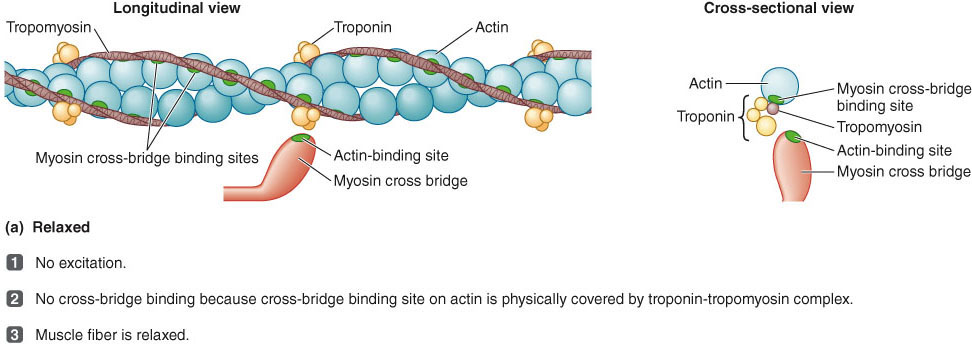 Longitudinal view
Tropomyosin
Troponin
Actin
Myosin cross-bridge binding sites
Actin-binding site
Myosin cross bridge
Cross-sectional view
Actin
Troponin
Myosin cross-bridge
binding site
Tropomyosin
Actin-binding site
Myosin cross bridge
(a) Relaxed
1 No excitation.
2 No cross-bridge binding because cross-bridge binding site on actin is physically covered by troponin-tropomyosin complex.
3 Muscle fiber is relaxed.